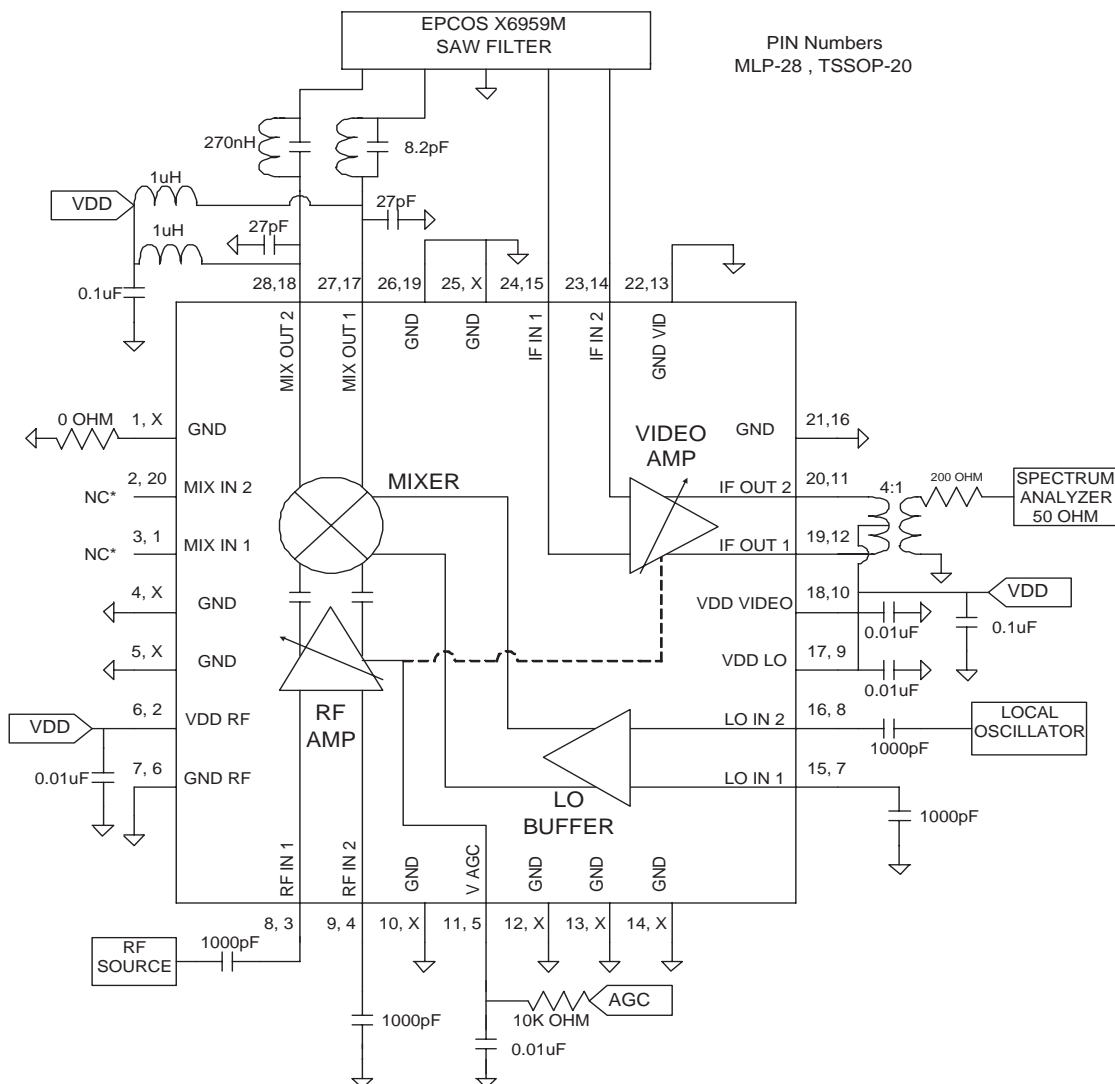 EPCOS X6959M
SAW FILTER
PIN Numbers
MLP-28 , TSSOP-20
270nH
8.2pF
1uH
VDD
27pF
27pF
1uH
0.1uF
28,18
27,17
26,19
25, X
24,15
23,14
22,13
MIX OUT 2
MIX OUT 1
GND
GND
IF IN 1
IF IN 2
GND VID
0 OHM
1, X
GND
2, 20
NC*
MIX IN 2
3, 1
NC*
MIX IN 1
4, X
GND
5, X
GND
6, 2
VDD
VDD RF
0.01uF
7, 6
GND RF
MIXER
RF
AMP
VIDEO
AMP
LO
BUFFER
21,16
GND
20,11
IF OUT 2
4:1
200 OHM
SPECTRUM
ANALYZER
50 OHM
19,12
IF OUT 1
VDD
18,10
VDD VIDEO
0.01uF
0.1uF
17, 9
VDD LO
0.01uF
16, 8
LO IN 2
1000pF
LOCAL
OSCILLATOR
15, 7
LO IN 1
1000pF
RF IN 1
RF IN 2
GND
V AGC
GND
GND
GND
8, 3
9, 4
10, X
11, 5
12, X
13, X
14, X
RF
SOURCE
1000pF
1000pF
10K OHM
AGC
0.01uF